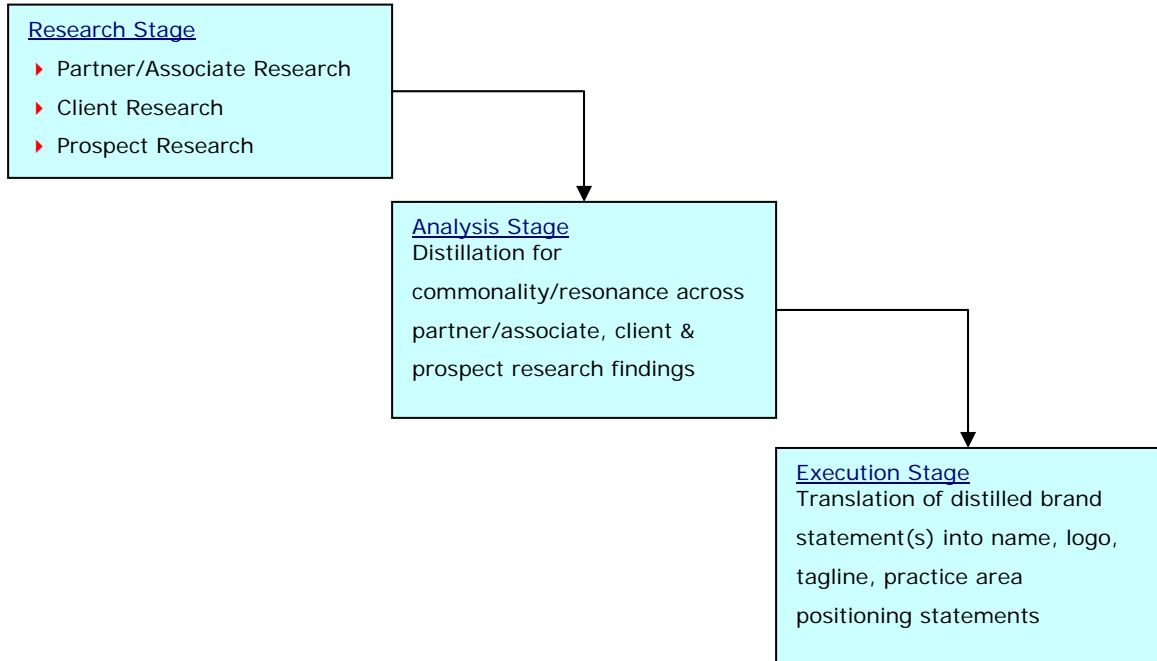 Research Stage
Partner/Associate Research
Client Research
Prospect Research
Analysis Stage
Distillation for
commonality/resonance across
partner/associate, client &
prospect research findings
Execution Stage
Translation of distilled brand
statement(s) into name, logo,
tagline, practice area
positioning statements